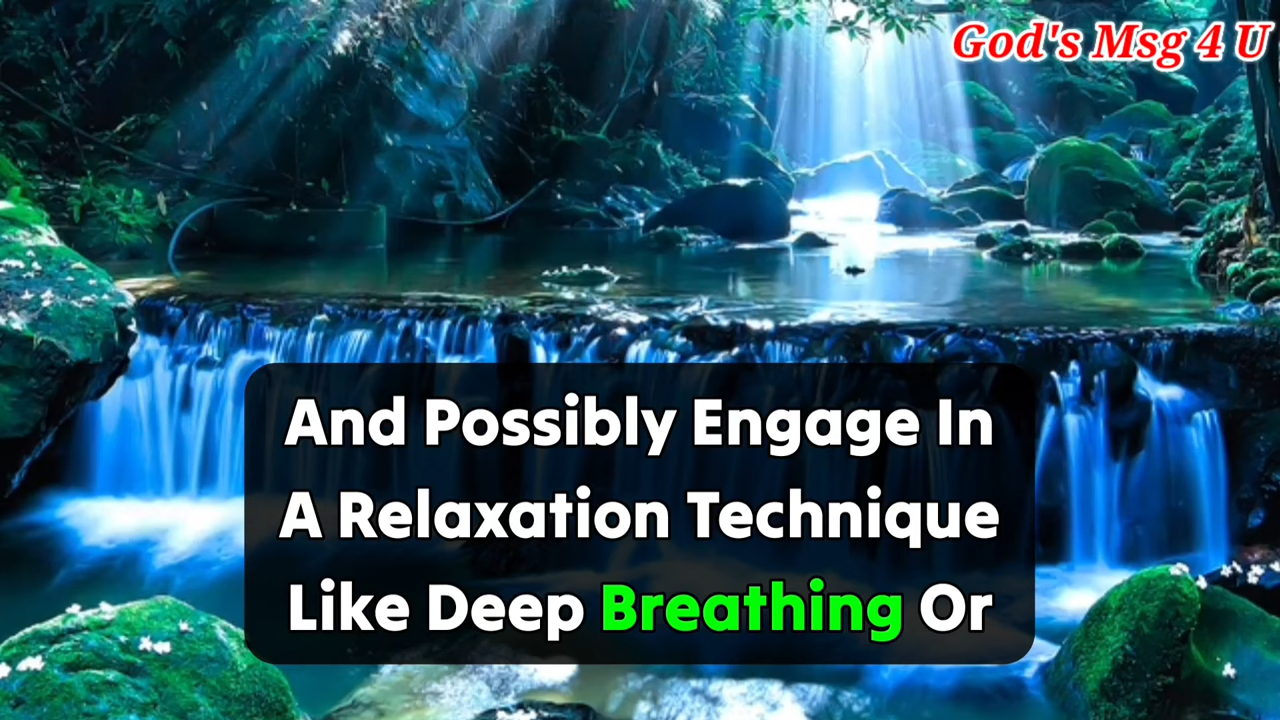 God's Msg 4 U
And Possibly Engage In
A Relaxation Technique
Like Deep Breathing Or